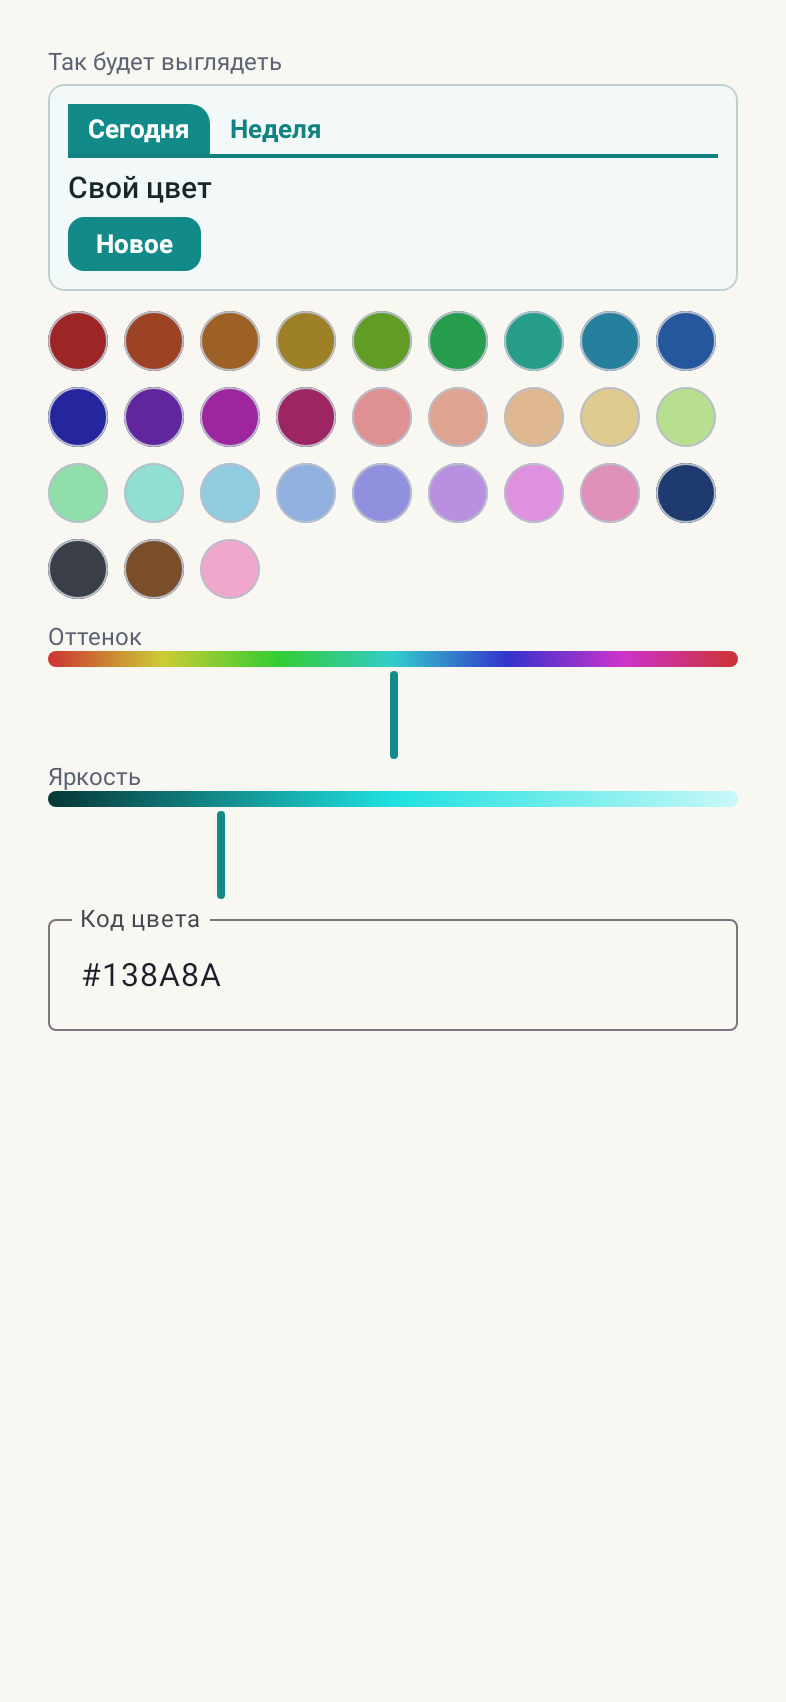 Так будет выглядеть
Сегодня Неделя
Свой цвет
Новое
Оттенок
Яркость
Код цвета
#138A8A